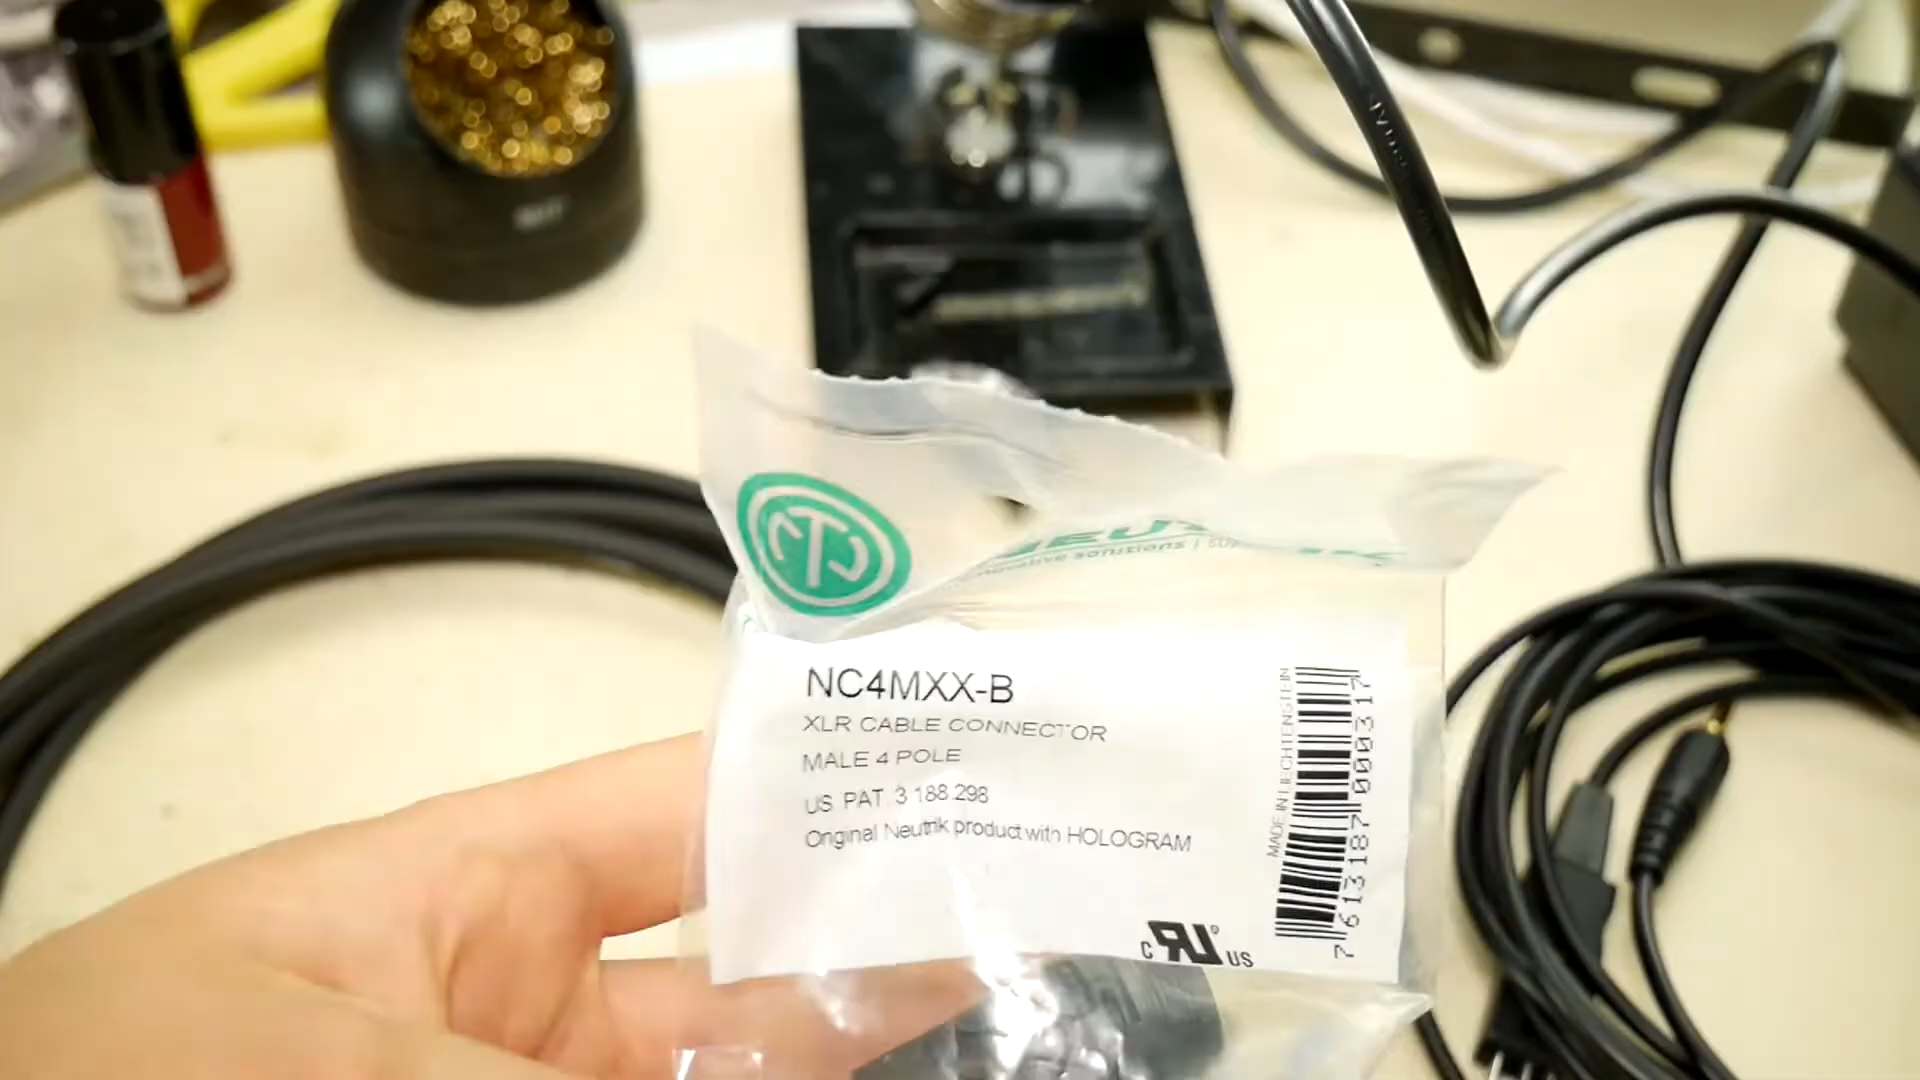 NC4MXX-B
XLR CABLE CONNECTOR
MALE 4 POLE
US PAT. 3 188.298
Original Neutrik product with HOLOGRAM
MADE IN LIECHTENSTEIN
7 613187 000317
c RU US
solutions |